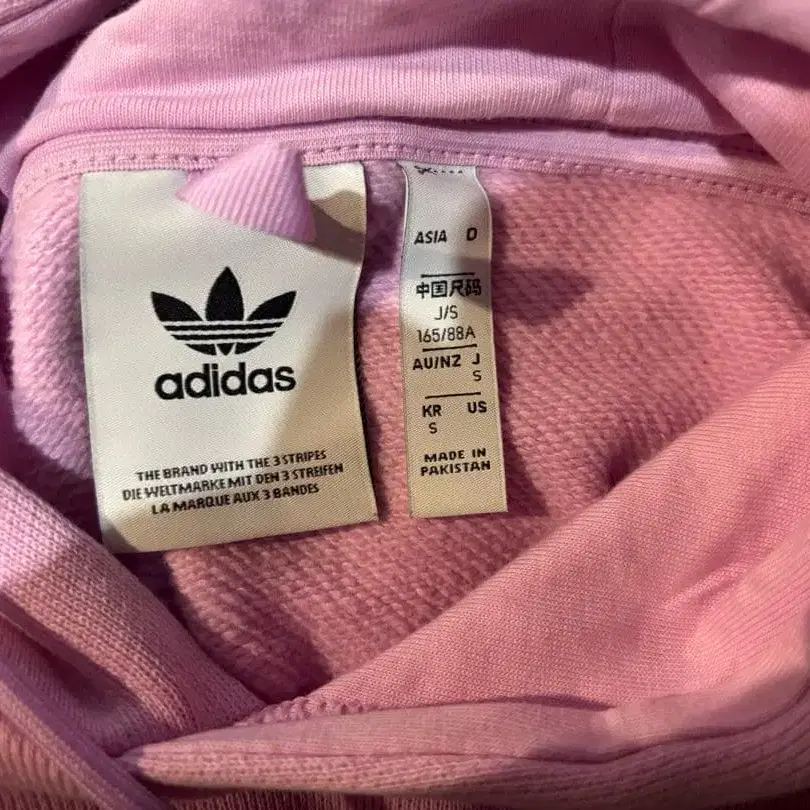 adidas
THE BRAND WITH THE 3 STRIPES
DIE WELTMARKE MIT DEN 3 STREIFEN
LA MARQUE AUX 3 BANDES
ASIA D
中国尺码
J/S
165/88A
AU/NZ J
S
KR US
S
MADE IN
PAKISTAN